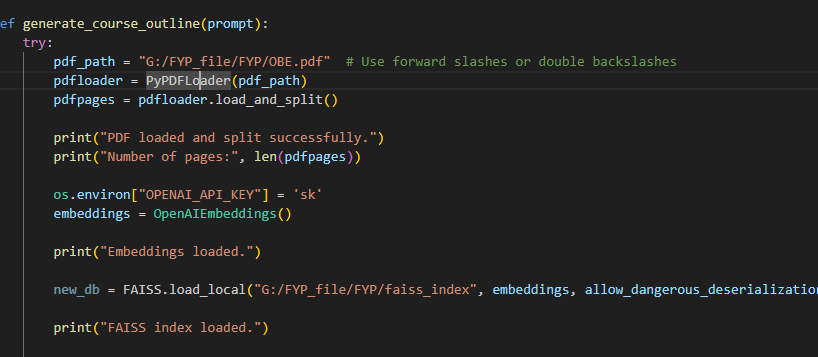 ef generate_course_outline(prompt):
try:
pdf_path = "G:/FYP_file/FYP/OBE.pdf"  # Use forward slashes or double backslashes
pdfloader = PyPDFLoader(pdf_path)
pdfpages = pdfloader.load_and_split()
print("PDF loaded and split successfully.")
print("Number of pages:", len(pdfpages))
os.environ["OPENAI_API_KEY"] = 'sk'
embeddings = OpenAIEmbeddings()
print("Embeddings loaded.")
new_db = FAISS.load_local("G:/FYP_file/FYP/faiss_index", embeddings, allow_dangerous_deserialization
print("FAISS index loaded.")